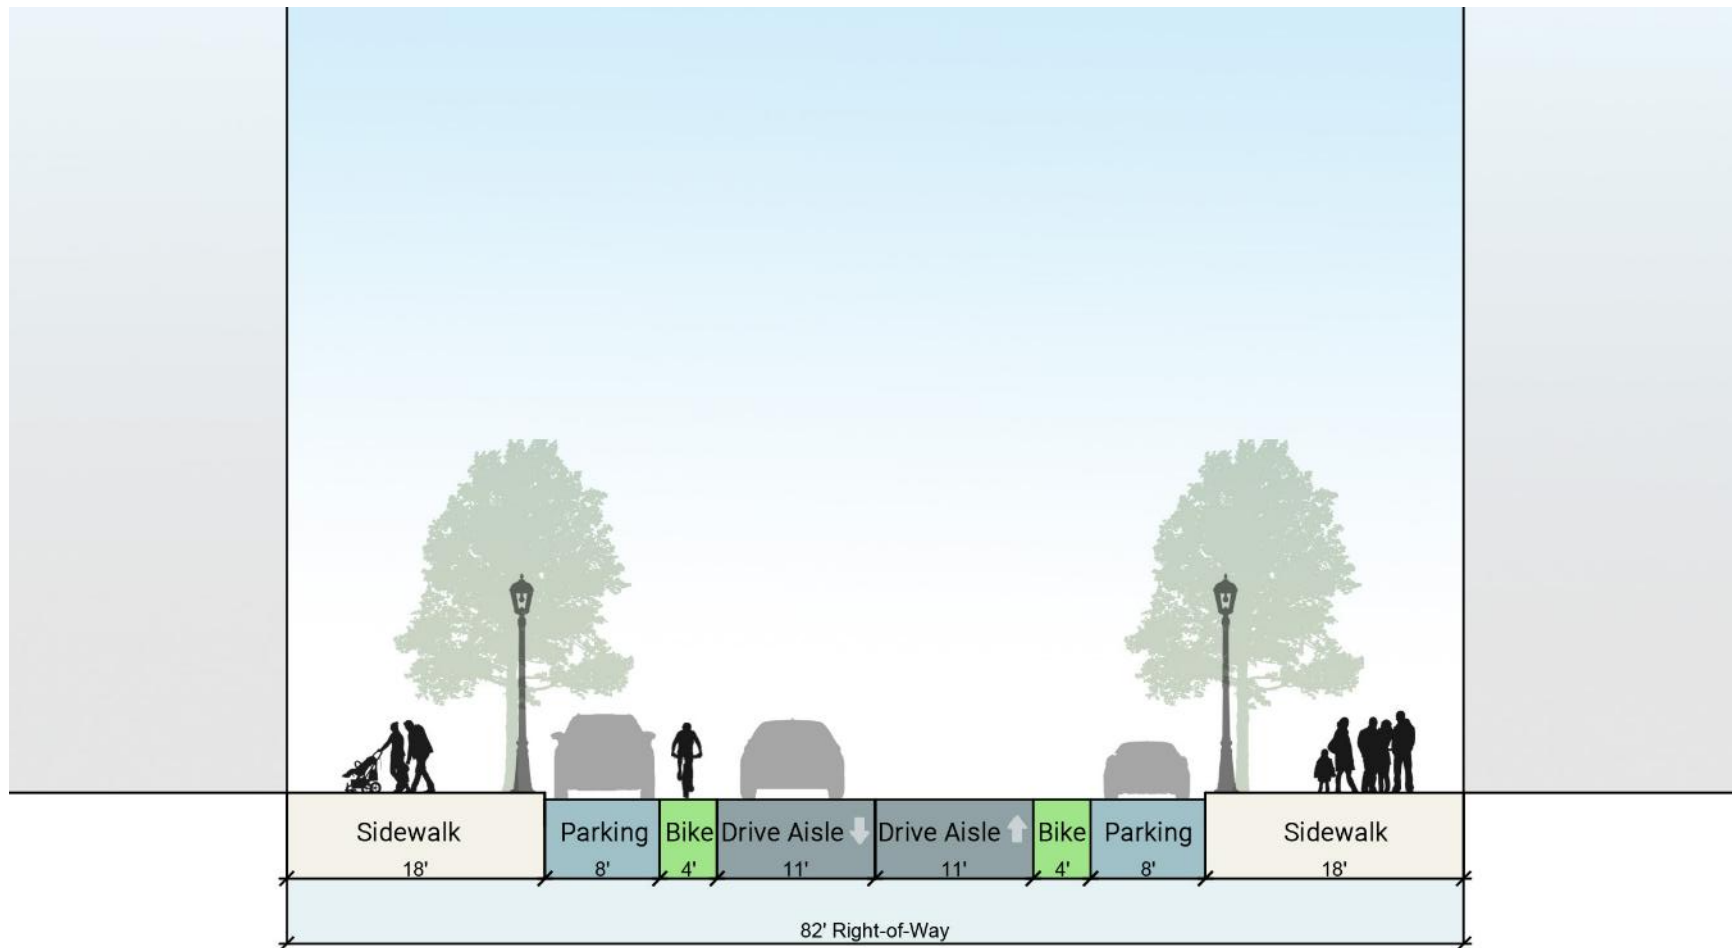 Sidewalk Parking Bike Drive Aisle Drive Aisle Bike Parking Sidewalk
18' 8' 4' 11' 11' 4' 8' 18'
82' Right-of-Way